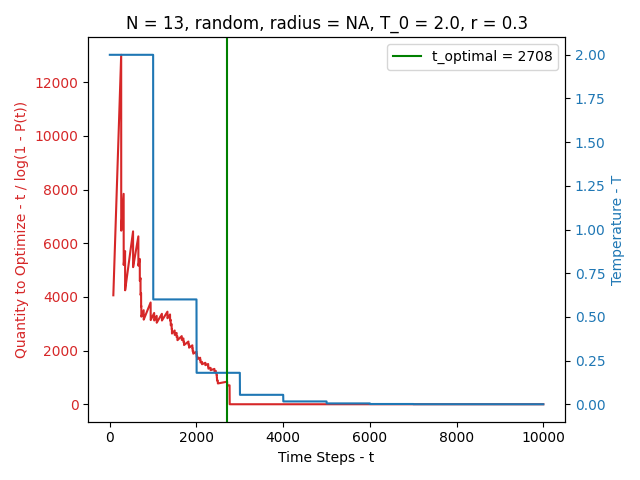 N = 13, random, radius = NA, T_0 = 2.0, r = 0.3
t_optimal = 2708
Quantity to Optimize - t / log(1 - P(t))
12000
10000
8000
6000
4000
2000
0
2.00
1.75
1.50
1.25
1.00
0.75
0.50
0.25
0.00
Temperature - T
0 2000 4000 6000 8000 10000
Time Steps - t